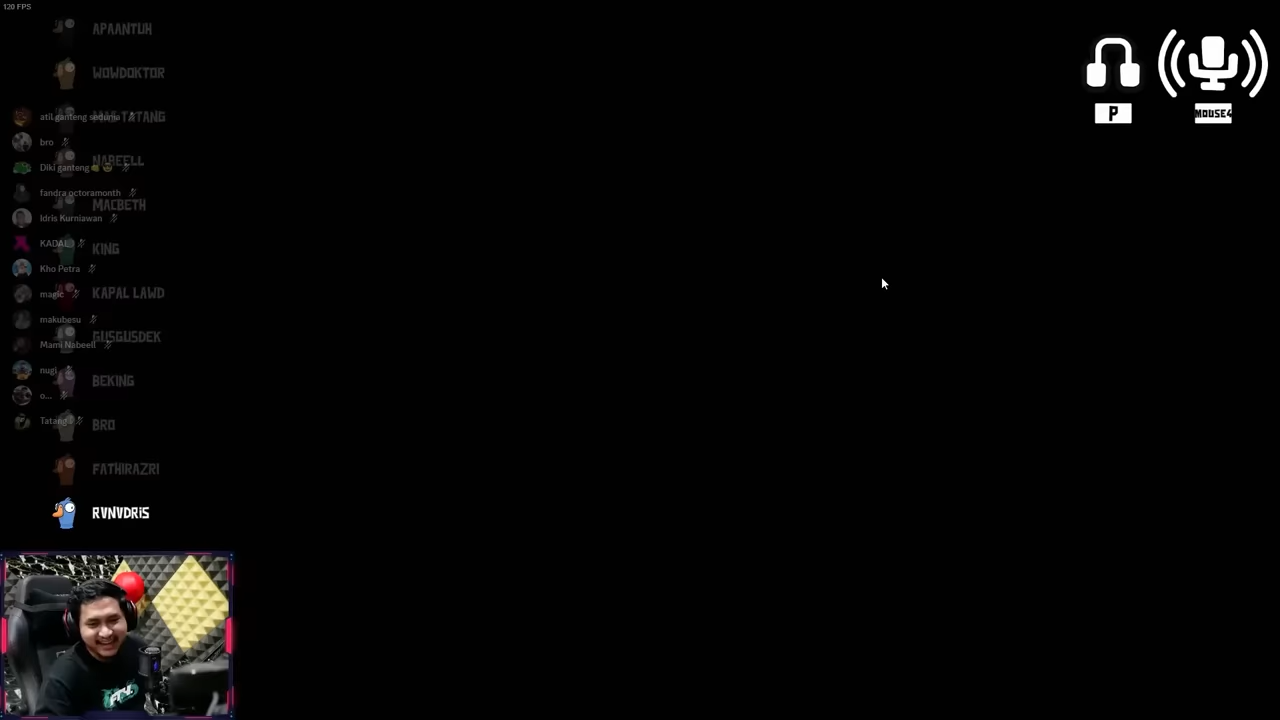 120 FPS
APAANTUH
WOWDOKTOR
atil ganteng sedunia
TATANG
bro
NABEELL
Diki ganteng
fandra octoramonth
MACBETH
Idris Kurniawan
KADAL
KING
Kho Petra
magic
KAPAL LAWD
makubesu
GUSGUSDEK
Mami Nabeell
nugi
BEKING
o...
Tatang
BRO
FATHIRAZRI
RVNVDRIS
P
MOUSE4